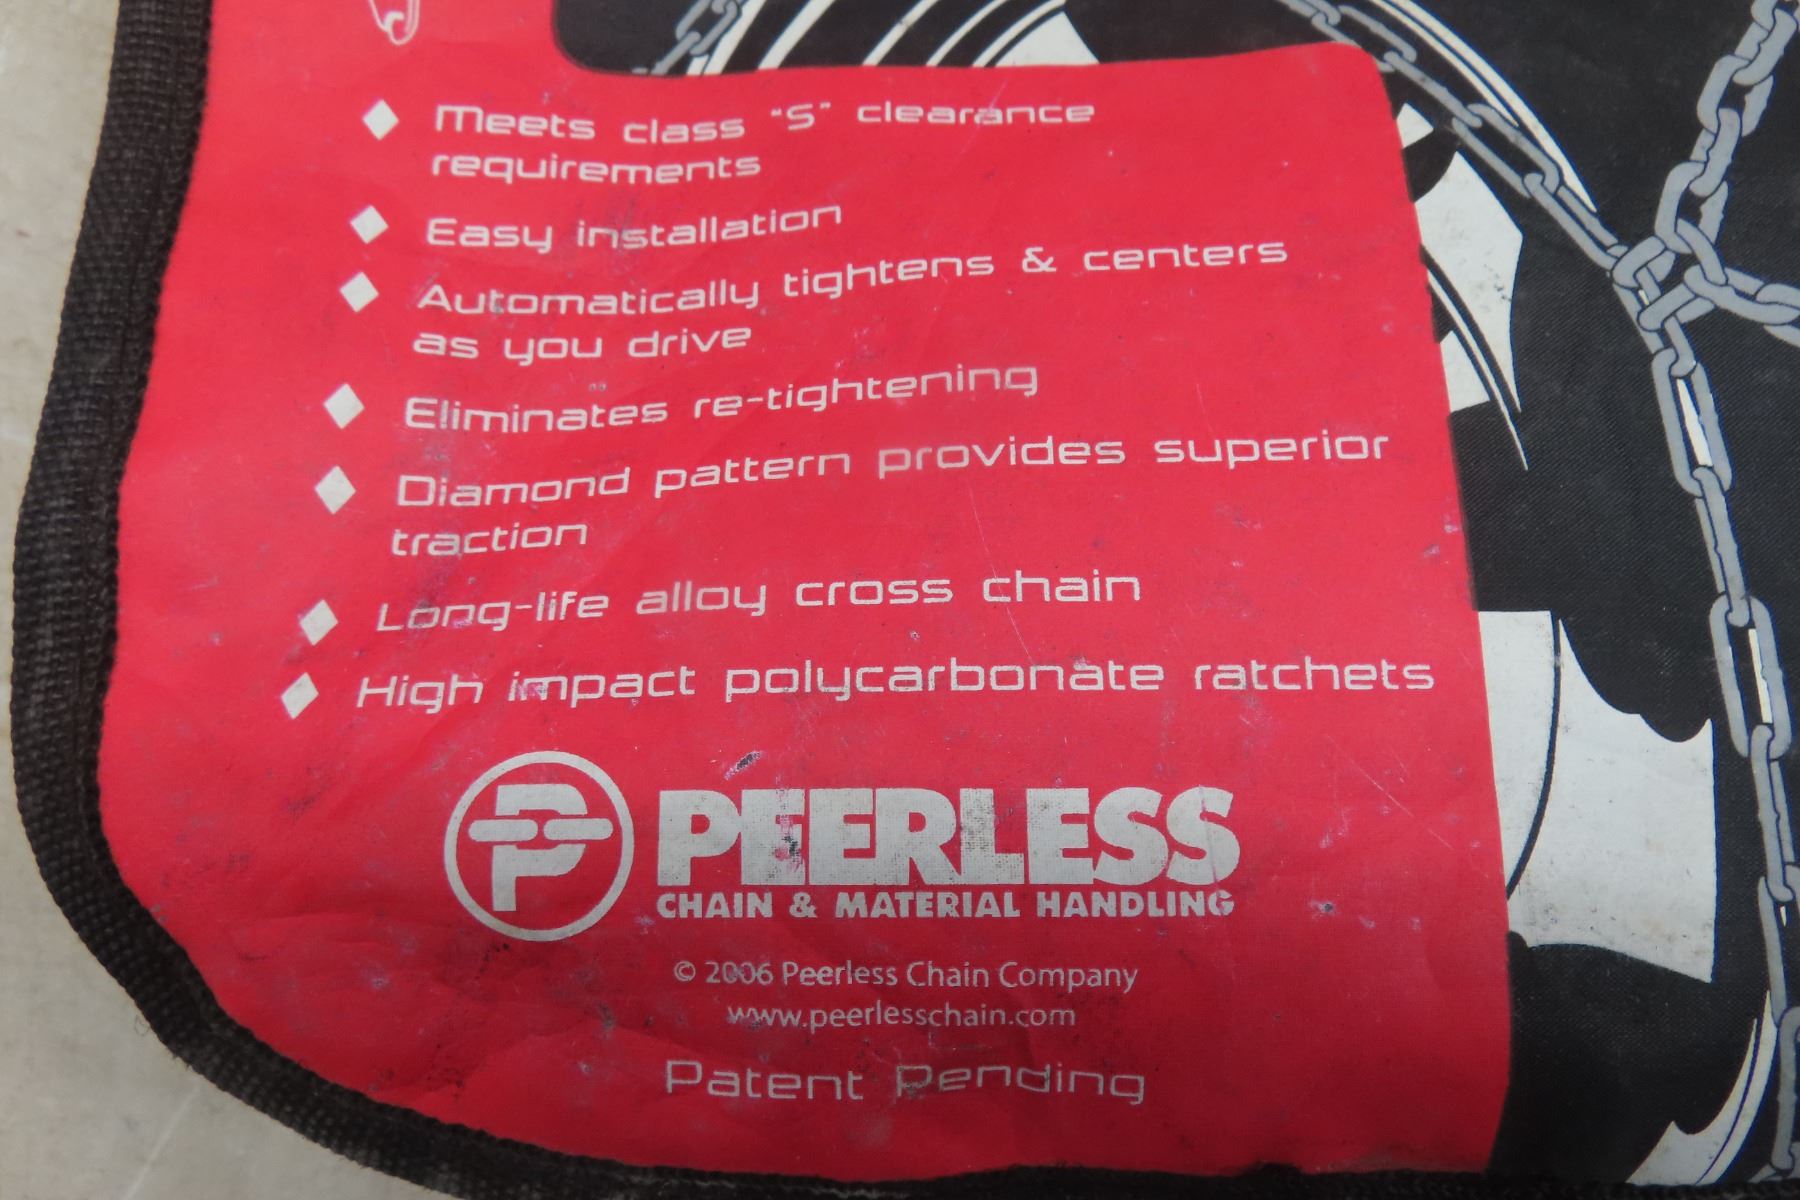 Meets class "S" clearance
requirements
Easy installation
Automatically tightens & centers
as you drive
Eliminates re-tightening
Diamond pattern provides superior
traction
Long-life alloy cross chain
High impact polycarbonate ratchets
PEERLESS
CHAIN & MATERIAL HANDLING
© 2006 Peerless Chain Company
www.peerlesschain.com
Patent Pending